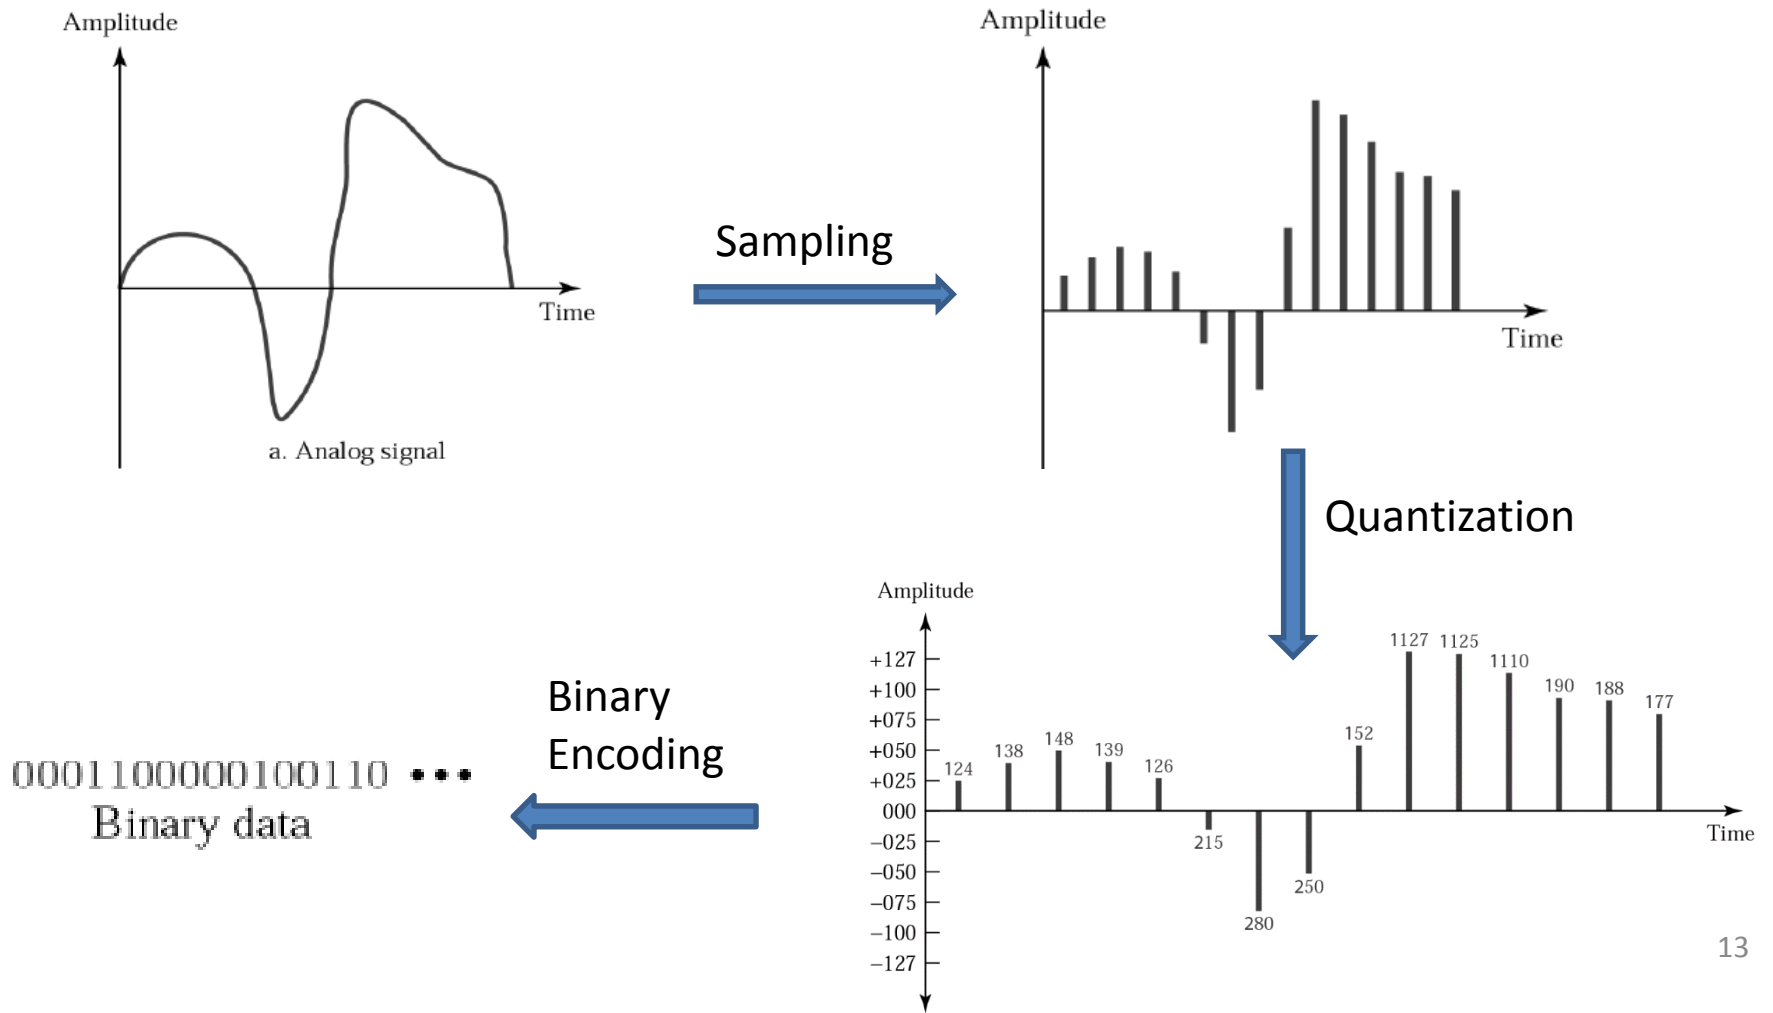 Amplitude
Time
a. Analog signal
Sampling
Amplitude
Time
Quantization
Amplitude
+127
+100
+075
+050
+025
000
−025
−050
−075
−100
−127
124
138
148
139
126
215
280
250
152
1127
1125
1110
190
188
177
Time
Binary
Encoding
0001100000100110 •••
Binary data
13